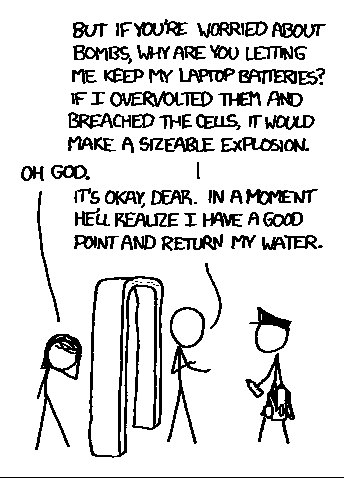 BUT IF YOU'RE WORRIED ABOUT
BOMBS, WHY ARE YOU LETTING
ME KEEP MY LAPTOP BATTERIES?
IF I OVERVOLTED THEM AND
BREACHED THE CELLS, IT WOULD
MAKE A SIZEABLE EXPLOSION.
OH GOD.
IT'S OKAY, DEAR. IN A MOMENT
HE'LL REALIZE I HAVE A GOOD
POINT AND RETURN MY WATER.